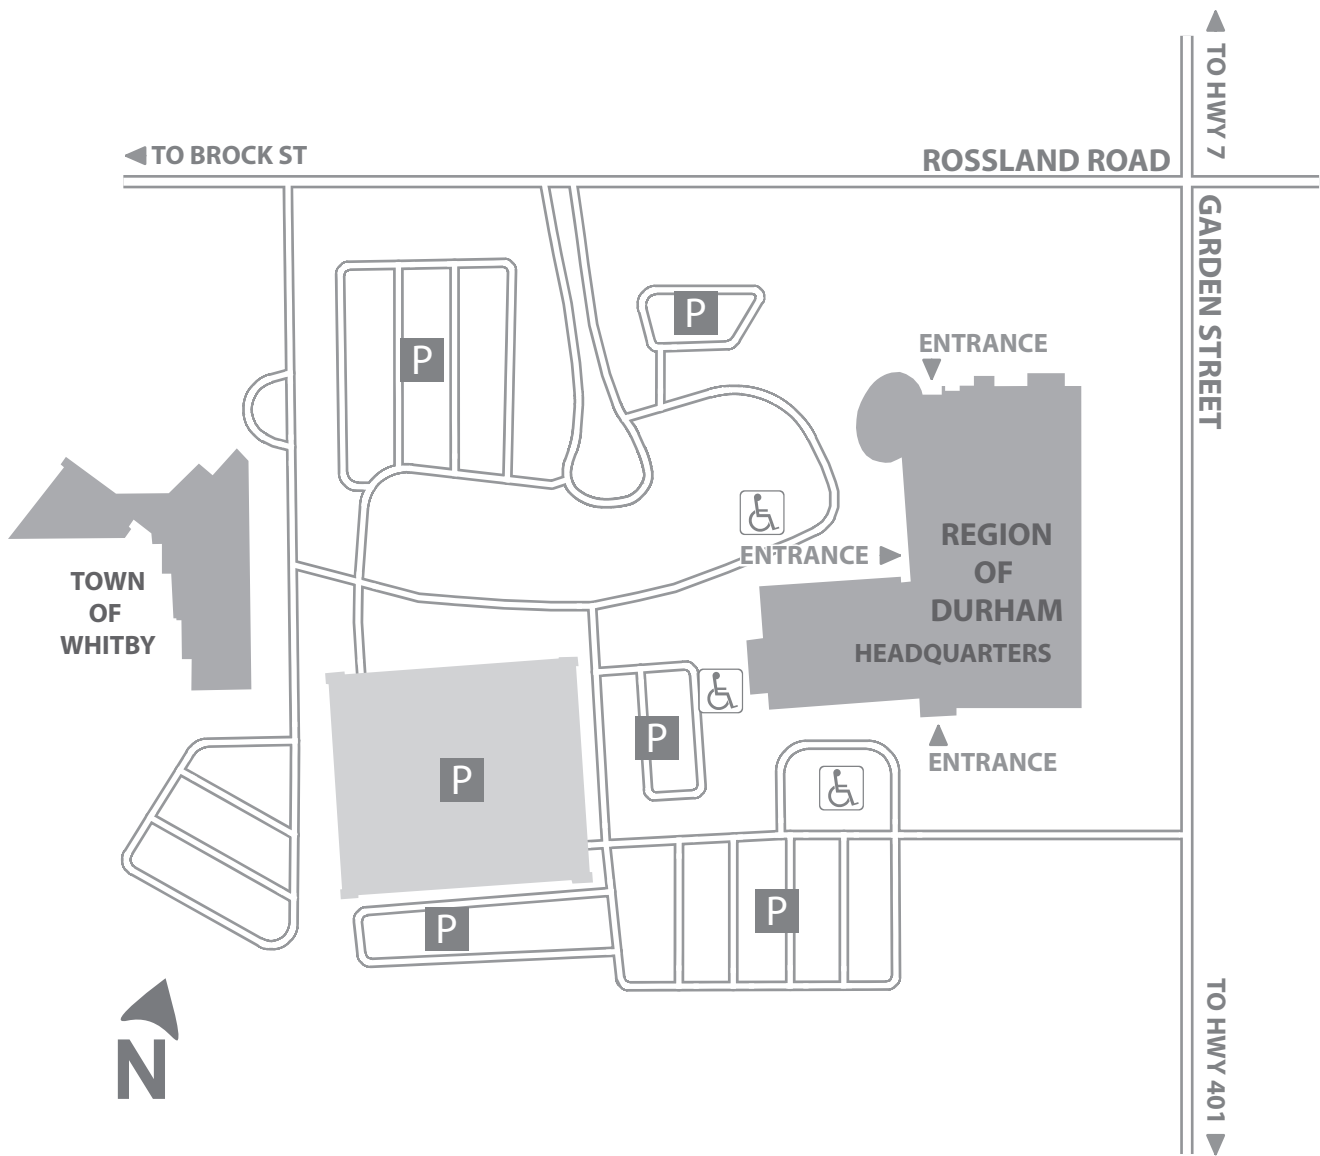 TO HWY 7
TO BROCK ST
ROSSLAND ROAD
GARDEN STREET
P
P
ENTRANCE
ENTRANCE
REGION
OF
DURHAM
HEADQUARTERS
TOWN
OF
WHITBY
P
P
ENTRANCE
P
P
N
TO HWY 401